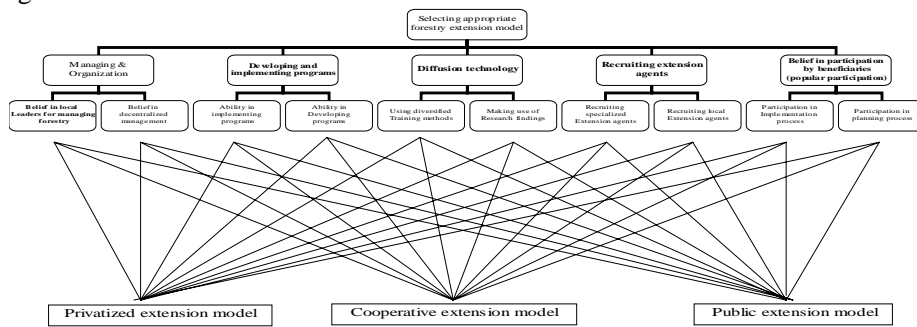 Selecting appropriate
forestry extension model
Managing &
Organization
Developing and
implementing programs
Diffusion technology
Recruiting extension
agents
Belief in participation
by beneficiaries
(popular participation)
Belief in local
Leaders for managing
forestry
Belief in
decentralized
management
Ability in
implementing
programs
Ability in
Developing
programs
Using diversified
Training methods
Making use of
Research findings
Recruiting
specialized
Extension agents
Recruiting local
Extension agents
Participation in
Implementation
process
Participation in
planning process
Privatized extension model
Cooperative extension model
Public extension model